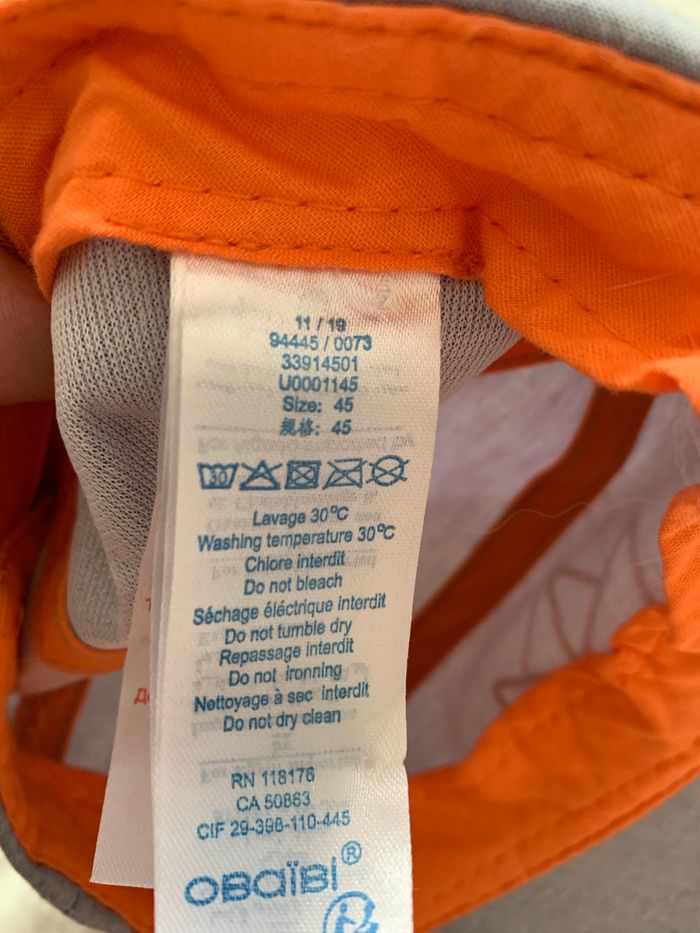 11 / 19
94445 / 0073
33914501
U0001145
Size: 45
规格: 45
30
Lavage 30°C
Washing temperature 30°C
Chlore interdit
Do not bleach
Séchage éléctrique interdit
Do not tumble dry
Repassage interdit
Do not ironning
Nettoyage à sec interdit
Do not dry clean
RN 118176
CA 50863
CIF 29-398-110-445
OBaïBI®